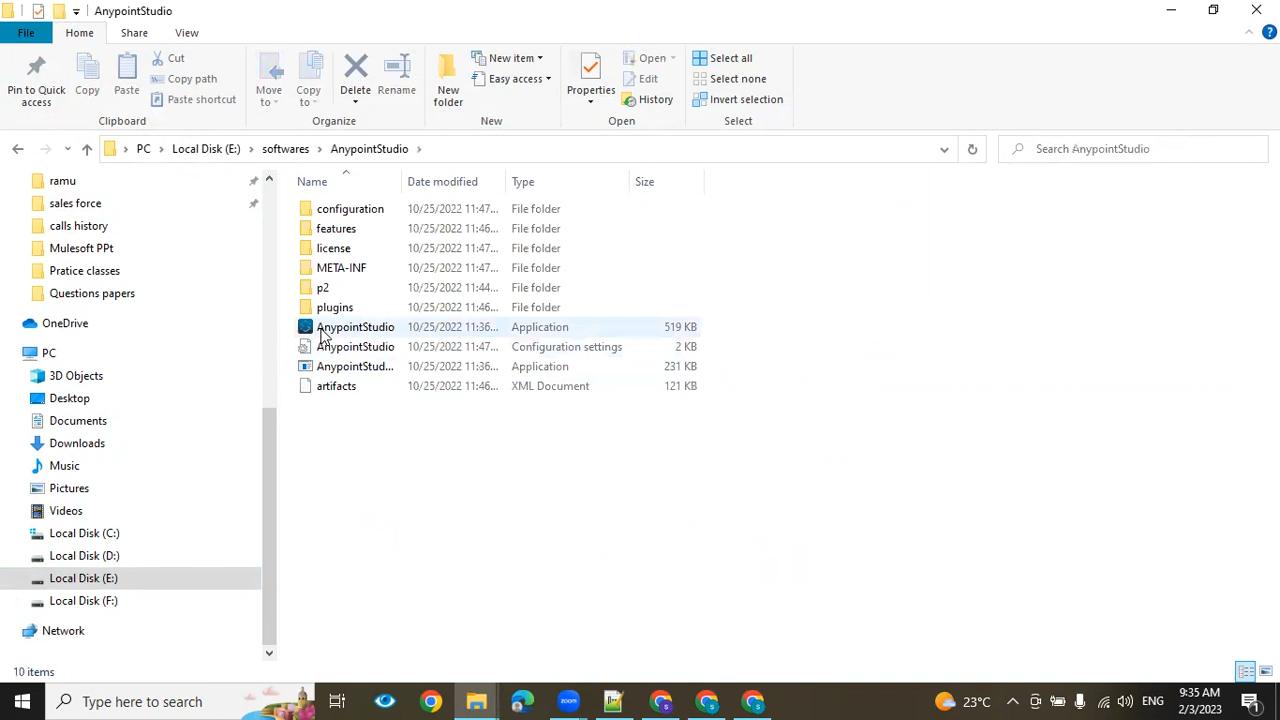 AnypointStudio
File Home Share View
Pin to Quick access
Copy
Paste
Cut
Copy path
Paste shortcut
Clipboard
Move to
Copy to
Delete
Rename
Organize
New folder
New item
Easy access
New
Properties
Open
Edit
History
Open
Select all
Select none
Invert selection
Select
PC > Local Disk (E:) > softwares > AnypointStudio >
Search AnypointStudio
ramu
sales force
calls history
Mulesoft PPt
Pratice classes
Questions papers
OneDrive
PC
3D Objects
Desktop
Documents
Downloads
Music
Pictures
Videos
Local Disk (C:)
Local Disk (D:)
Local Disk (E:)
Local Disk (F:)
Network
Name Date modified Type Size
configuration 10/25/2022 11:47... File folder
features 10/25/2022 11:46... File folder
license 10/25/2022 11:47... File folder
META-INF 10/25/2022 11:47... File folder
p2 10/25/2022 11:44... File folder
plugins 10/25/2022 11:46... File folder
AnypointStudio 10/25/2022 11:36... Application 519 KB
AnypointStudio 10/25/2022 11:47... Configuration settings 2 KB
AnypointStud... 10/25/2022 11:36... Application 231 KB
artifacts 10/25/2022 11:46... XML Document 121 KB
10 items
Type here to search
zoom
23°C
ENG
9:35 AM
2/3/2023
1